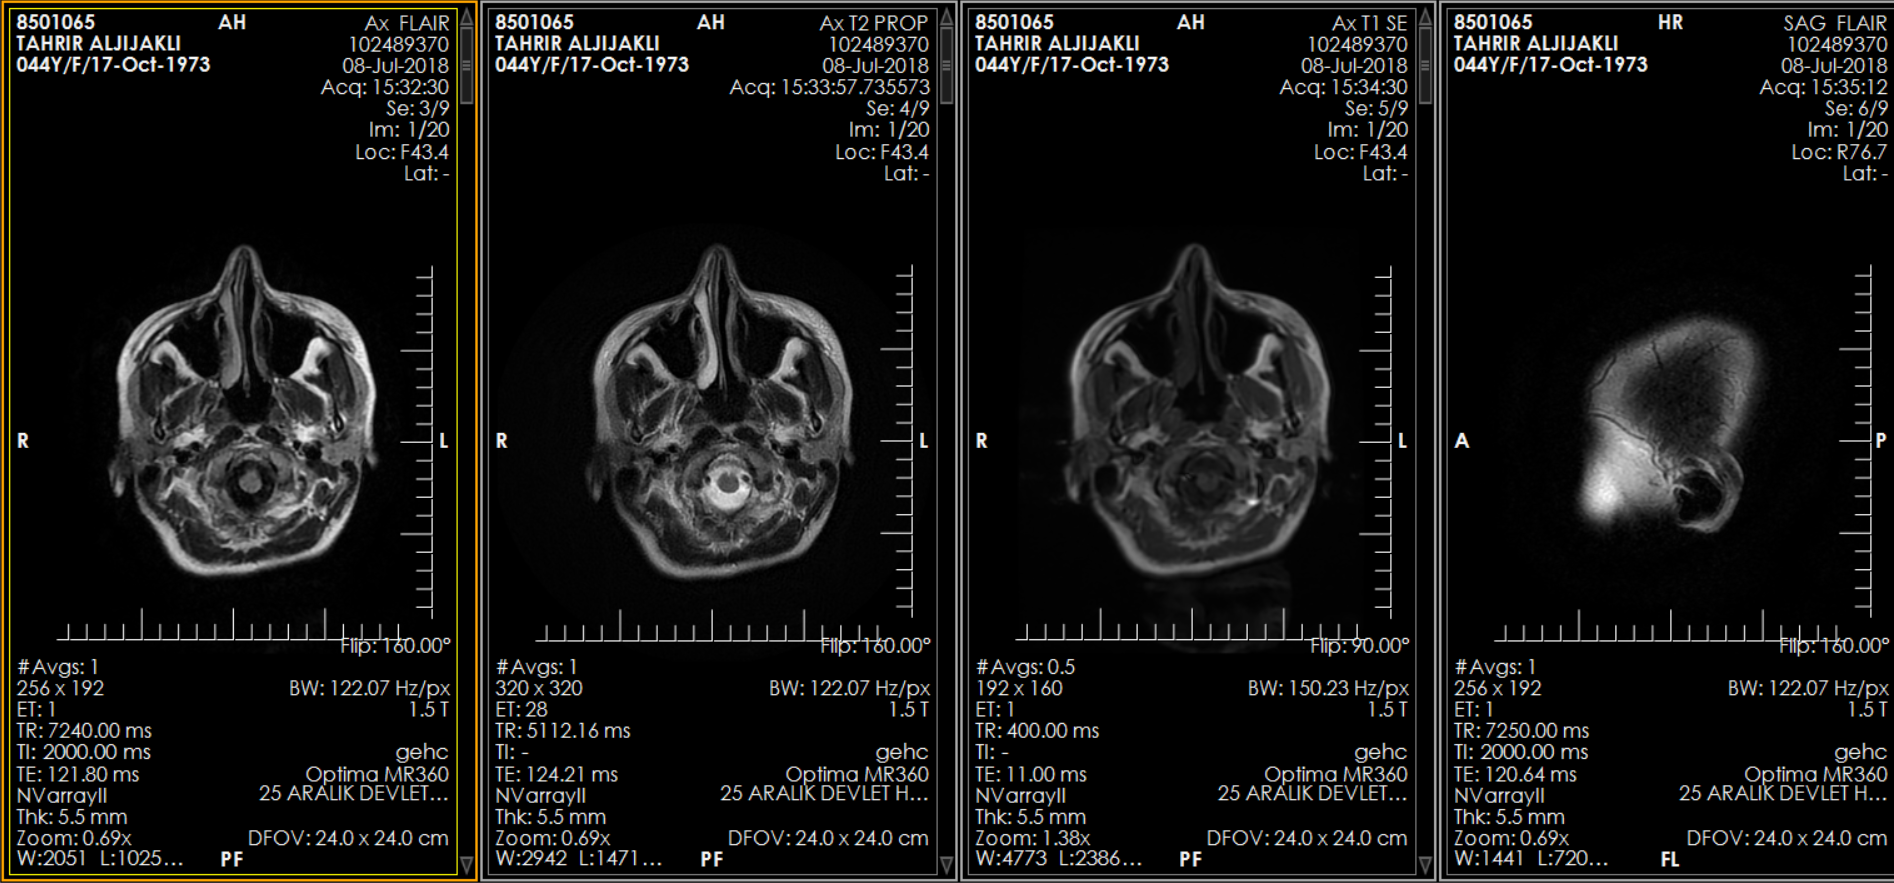 8501065 AH Ax FLAIR
TAHRIR ALJIJAKLI 102489370
044Y/F/17-Oct-1973 08-Jul-2018
Acq: 15:32:30
Se: 3/9
Im: 1/20
Loc: F43.4
Lat: -
R L
Flip: 160.00°
#Avgs: 1
256 x 192 BW: 122.07 Hz/px
ET: 1 1.5 T
TR: 7240.00 ms
TI: 2000.00 ms gehc
TE: 121.80 ms Optima MR360
NVarrayII 25 ARALIK DEVLET...
Thk: 5.5 mm
Zoom: 0.69x DFOV: 24.0 x 24.0 cm
W:2051 L:1025... PF
8501065 AH Ax T2 PROP
TAHRIR ALJIJAKLI 102489370
044Y/F/17-Oct-1973 08-Jul-2018
Acq: 15:33:57.735573
Se: 4/9
Im: 1/20
Loc: F43.4
Lat: -
R L
Flip: 160.00°
#Avgs: 1
320 x 320 BW: 122.07 Hz/px
ET: 28 1.5 T
TR: 5112.16 ms
TI: - gehc
TE: 124.21 ms Optima MR360
NVarrayII 25 ARALIK DEVLET H...
Thk: 5.5 mm
Zoom: 0.69x DFOV: 24.0 x 24.0 cm
W:2942 L:1471... PF
8501065 AH Ax T1 SE
TAHRIR ALJIJAKLI 102489370
044Y/F/17-Oct-1973 08-Jul-2018
Acq: 15:34:30
Se: 5/9
Im: 1/20
Loc: F43.4
Lat: -
R L
Flip: 90.00°
#Avgs: 0.5
192 x 160 BW: 150.23 Hz/px
ET: 1 1.5 T
TR: 400.00 ms
TI: - gehc
TE: 11.00 ms Optima MR360
NVarrayII 25 ARALIK DEVLET...
Thk: 5.5 mm
Zoom: 1.38x DFOV: 24.0 x 24.0 cm
W:4773 L:2386... PF
8501065 HR SAG FLAIR
TAHRIR ALJIJAKLI 102489370
044Y/F/17-Oct-1973 08-Jul-2018
Acq: 15:35:12
Se: 6/9
Im: 1/20
Loc: R76.7
Lat: -
A P
Flip: 160.00°
#Avgs: 1
256 x 192 BW: 122.07 Hz/px
ET: 1 1.5 T
TR: 7250.00 ms
TI: 2000.00 ms gehc
TE: 120.64 ms Optima MR360
NVarrayII 25 ARALIK DEVLET H...
Thk: 5.5 mm
Zoom: 0.69x DFOV: 24.0 x 24.0 cm
W:1441 L:720... FL